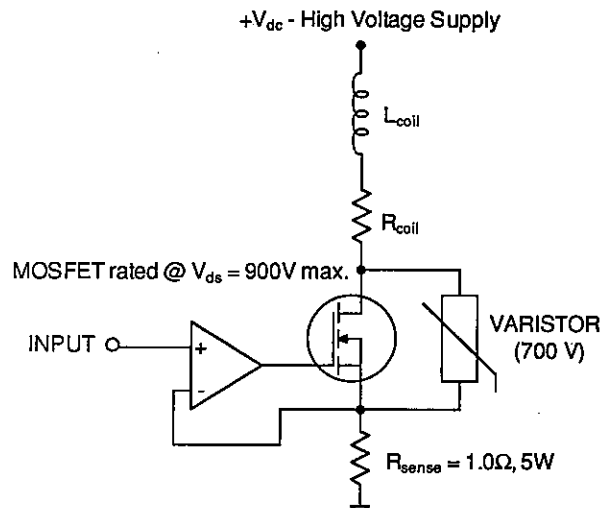 +Vdc - High Voltage Supply
Lcoil
Rcoil
MOSFET rated @ Vds = 900V max.
INPUT
+
-
VARISTOR
(700 V)
Rsense = 1.0Ω, 5W